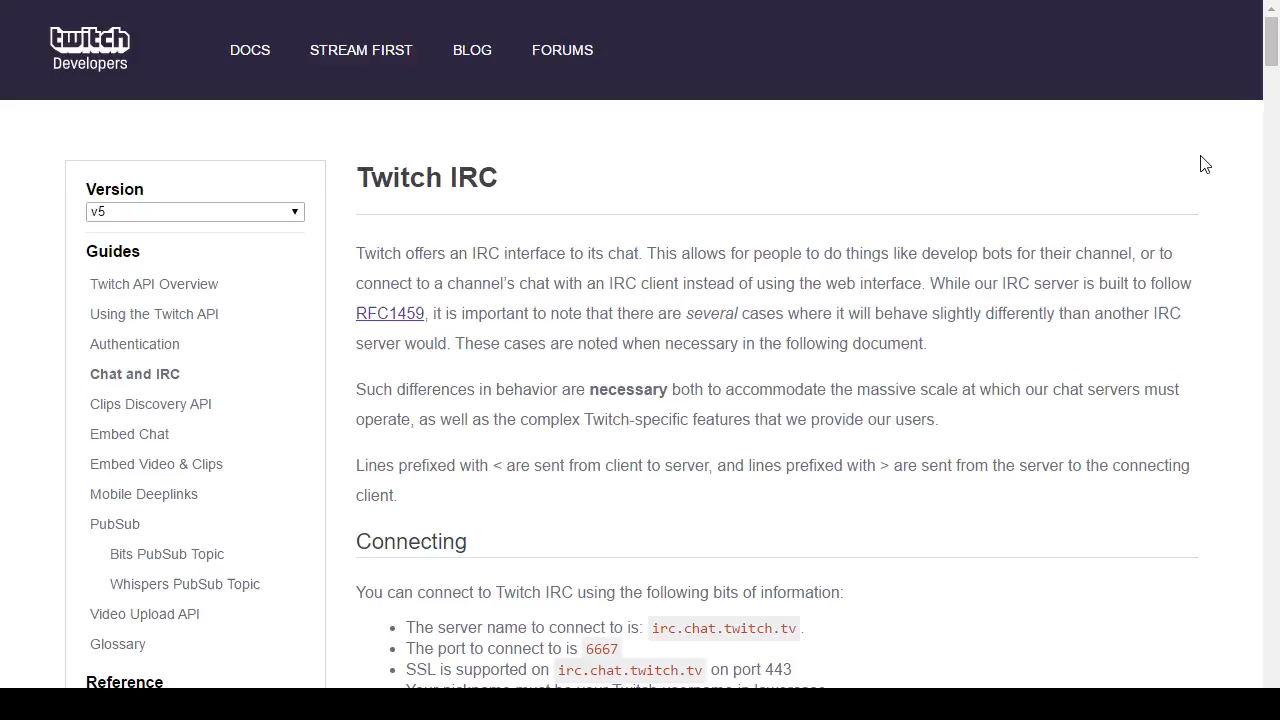 twitch
Developers
DOCS STREAM FIRST BLOG FORUMS
Version
v5
Guides
Twitch API Overview
Using the Twitch API
Authentication
Chat and IRC
Clips Discovery API
Embed Chat
Embed Video & Clips
Mobile Deeplinks
PubSub
Bits PubSub Topic
Whispers PubSub Topic
Video Upload API
Glossary
Reference
Twitch IRC
Twitch offers an IRC interface to its chat. This allows for people to do things like develop bots for their channel, or to
connect to a channel's chat with an IRC client instead of using the web interface. While our IRC server is built to follow
RFC1459, it is important to note that there are several cases where it will behave slightly differently than another IRC
server would. These cases are noted when necessary in the following document.
Such differences in behavior are necessary both to accommodate the massive scale at which our chat servers must
operate, as well as the complex Twitch-specific features that we provide our users.
Lines prefixed with < are sent from client to server, and lines prefixed with > are sent from the server to the connecting
client.
Connecting
You can connect to Twitch IRC using the following bits of information:
The server name to connect to is: irc.chat.twitch.tv.
The port to connect to is 6667
SSL is supported on irc.chat.twitch.tv on port 443
Your nickname must be your Twitch username in lowercase